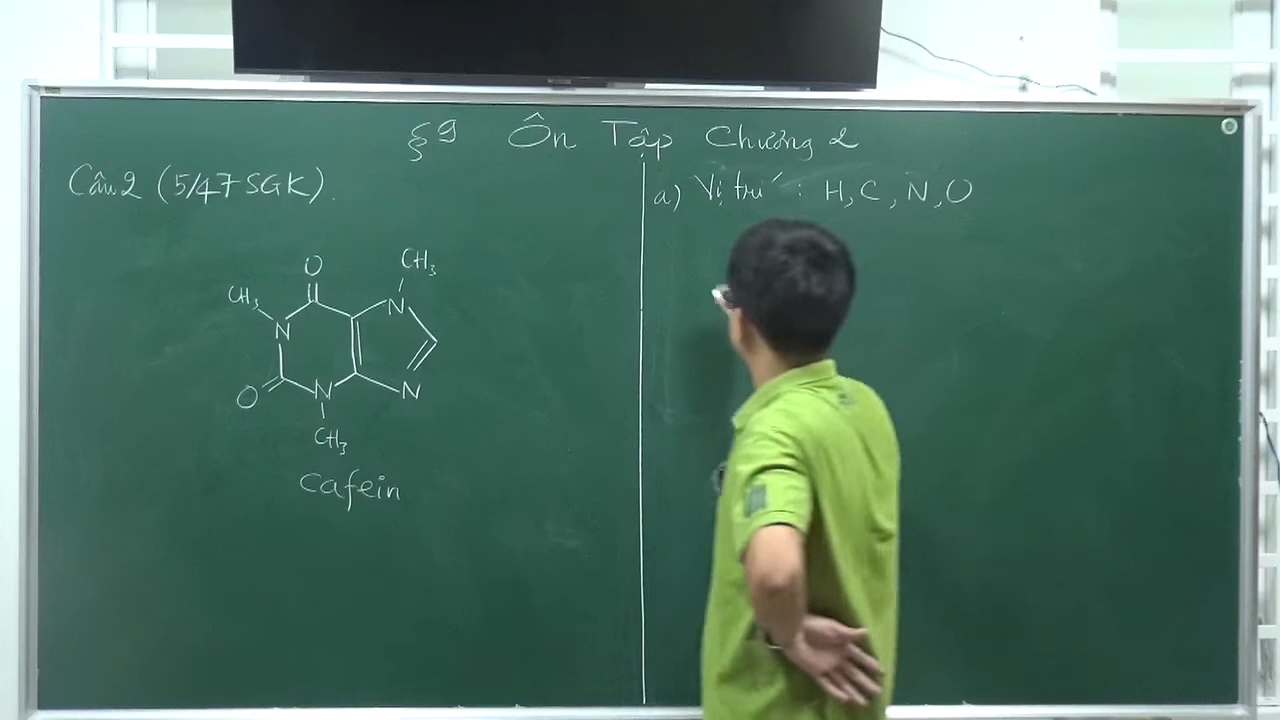 §9 Ôn Tập Chương 2
Câu 2 (5/47 SGK).
O
CH₃
CH₃
N
N
O
N
N
CH₃
Cafein
a) Vị trí : H, C, N, O